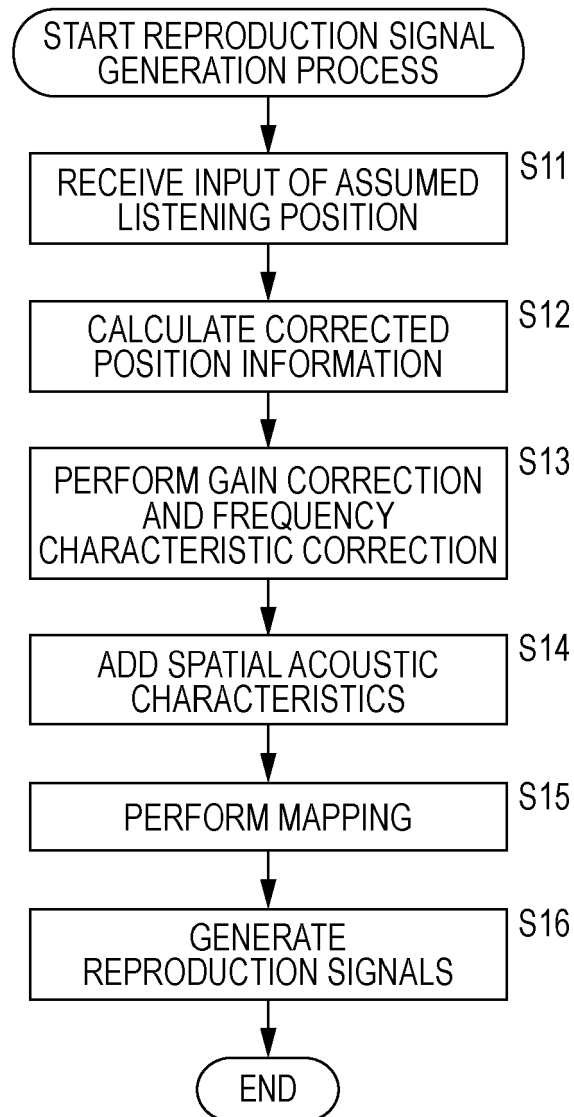 START REPRODUCTION SIGNAL
GENERATION PROCESS
S11
RECEIVE INPUT OF ASSUMED
LISTENING POSITION
S12
CALCULATE CORRECTED
POSITION INFORMATION
S13
PERFORM GAIN CORRECTION
AND FREQUENCY
CHARACTERISTIC CORRECTION
S14
ADD SPATIAL ACOUSTIC
CHARACTERISTICS
S15
PERFORM MAPPING
S16
GENERATE
REPRODUCTION SIGNALS
END